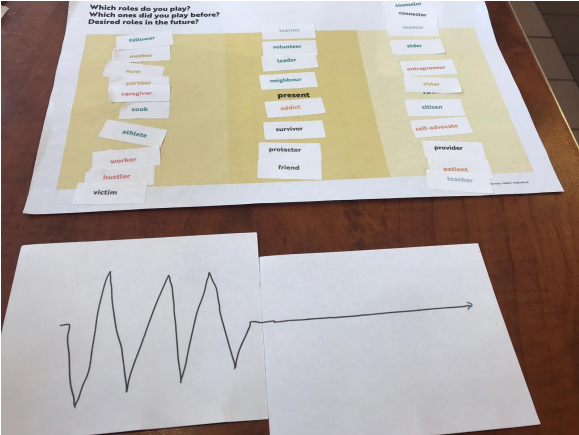 Which roles do you play?
Which ones did you play before?
Desired roles in the future?
follower
mother
partner
caregiver
cook
athlete
worker
hustler
victim
learner
volunteer
leader
neighbour
present
addict
survivor
protector
friend
counselor
connector
mentor
elder
entrepreneur
citizen
self-advocate
provider
patient
teacher